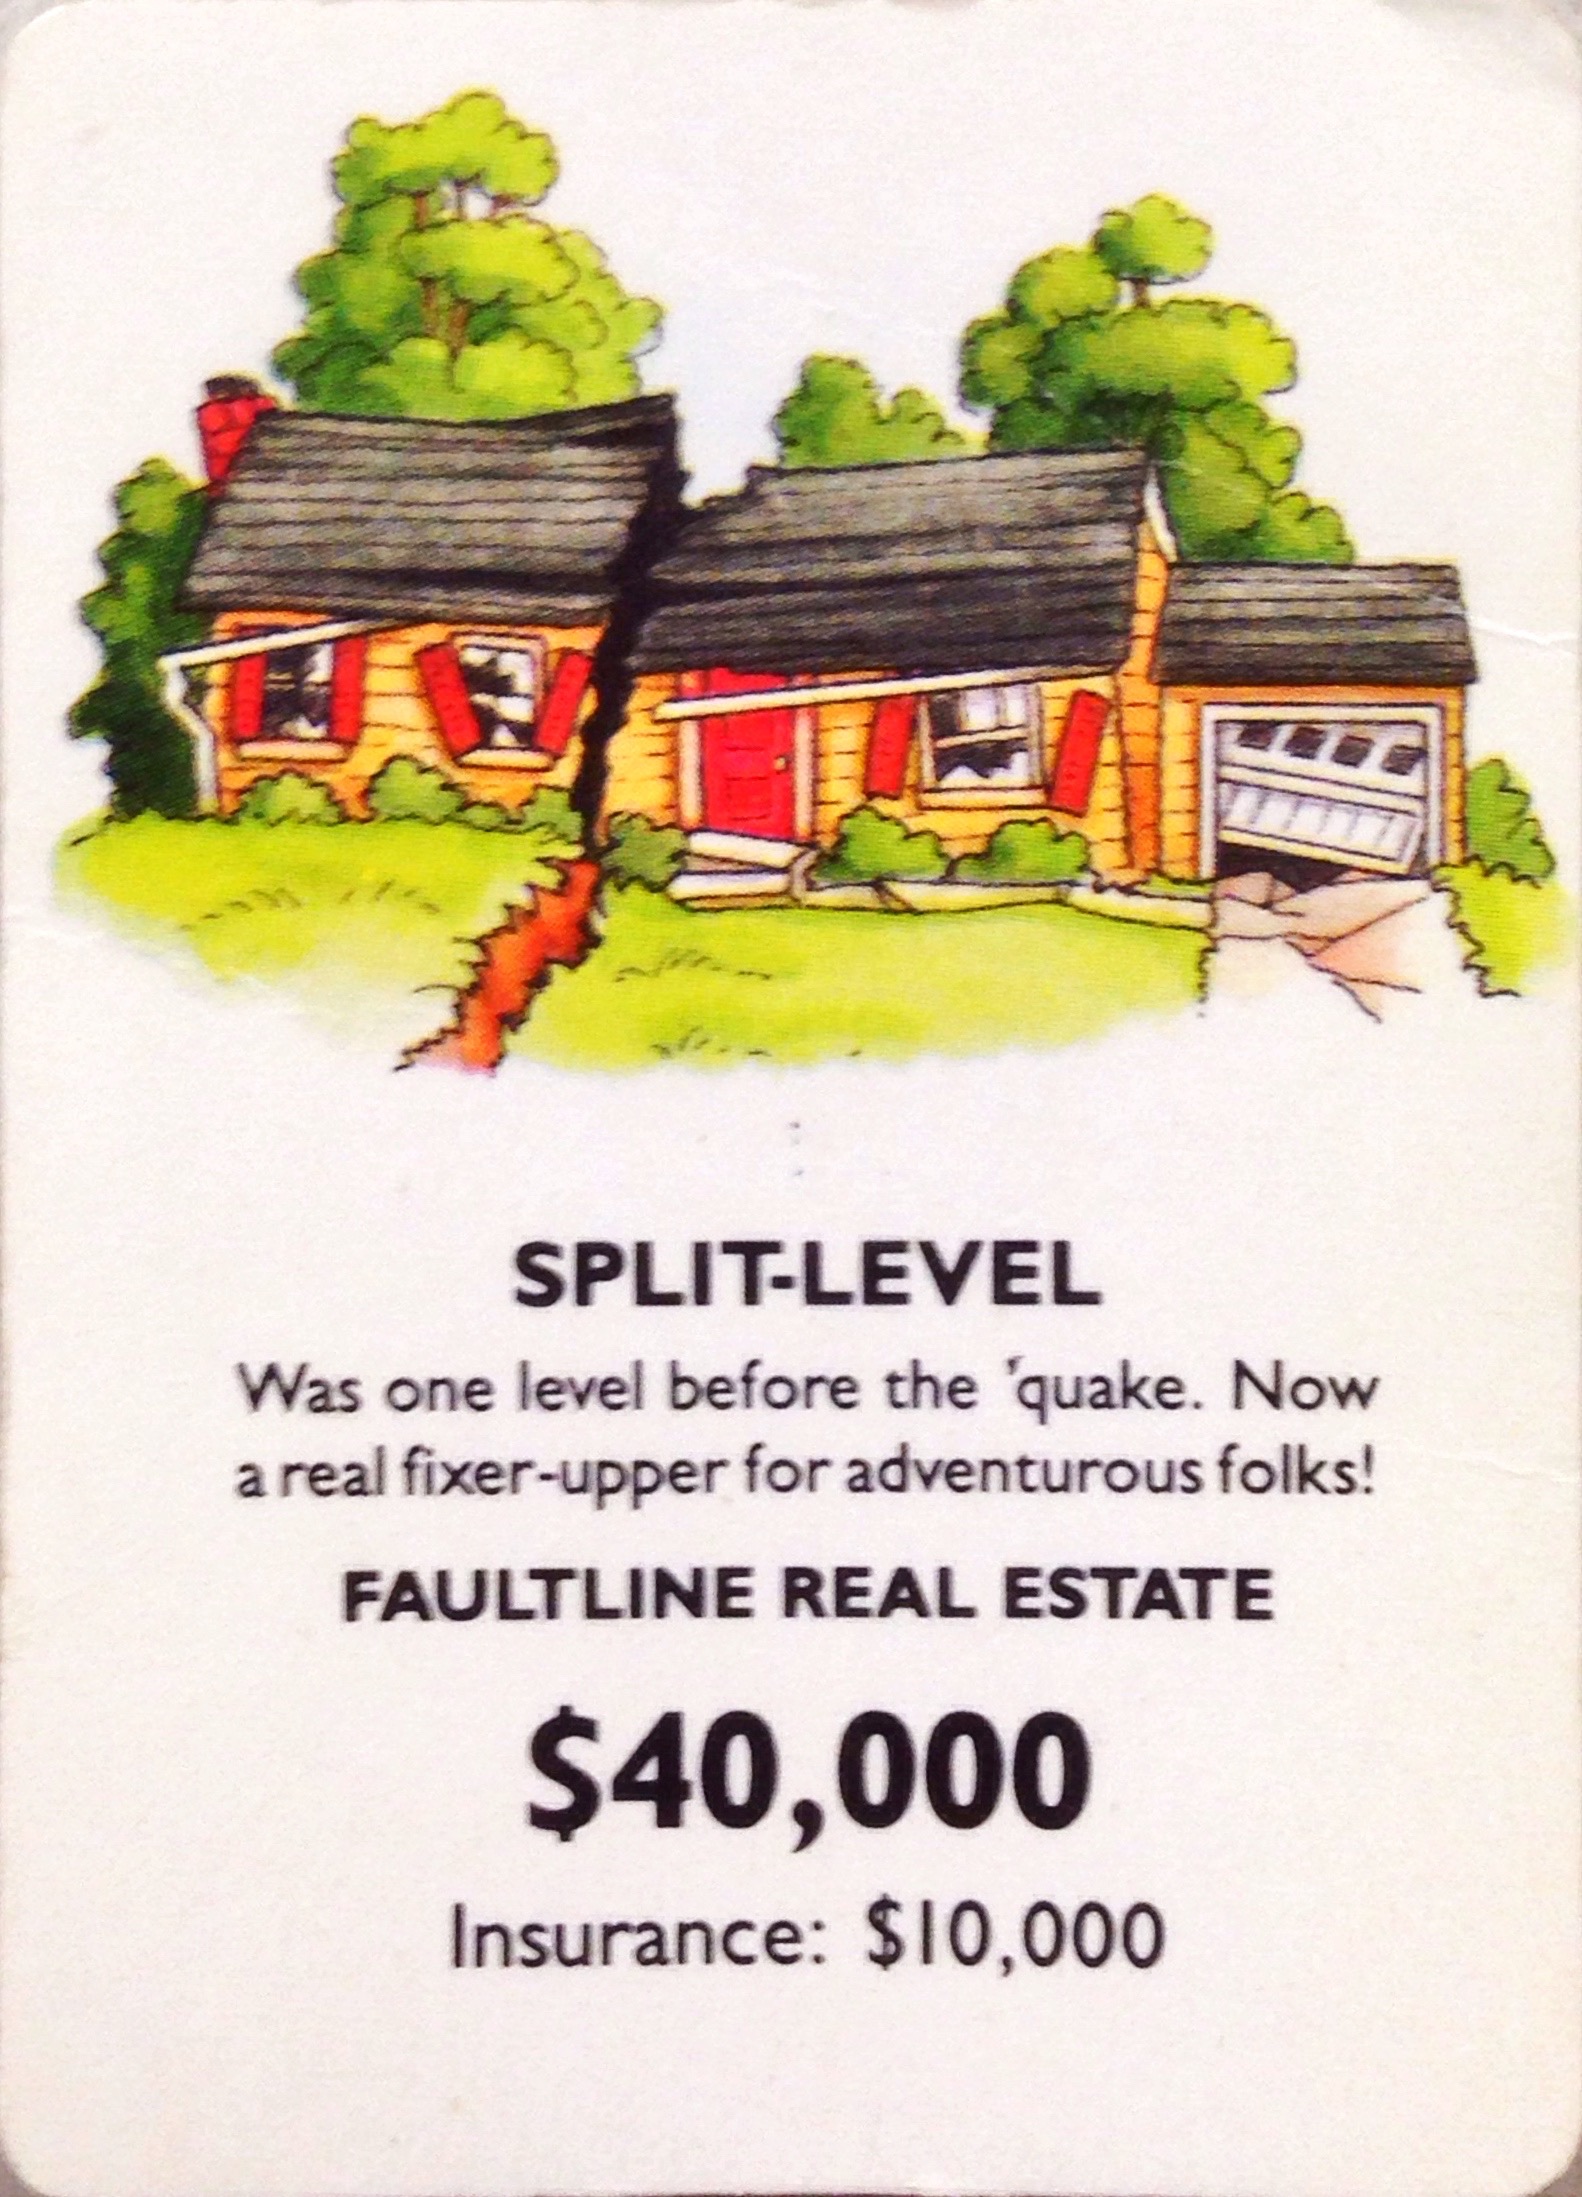 SPLIT-LEVEL
Was one level before the 'quake. Now
a real fixer-upper for adventurous folks!
FAULTLINE REAL ESTATE
$40,000
Insurance: $10,000